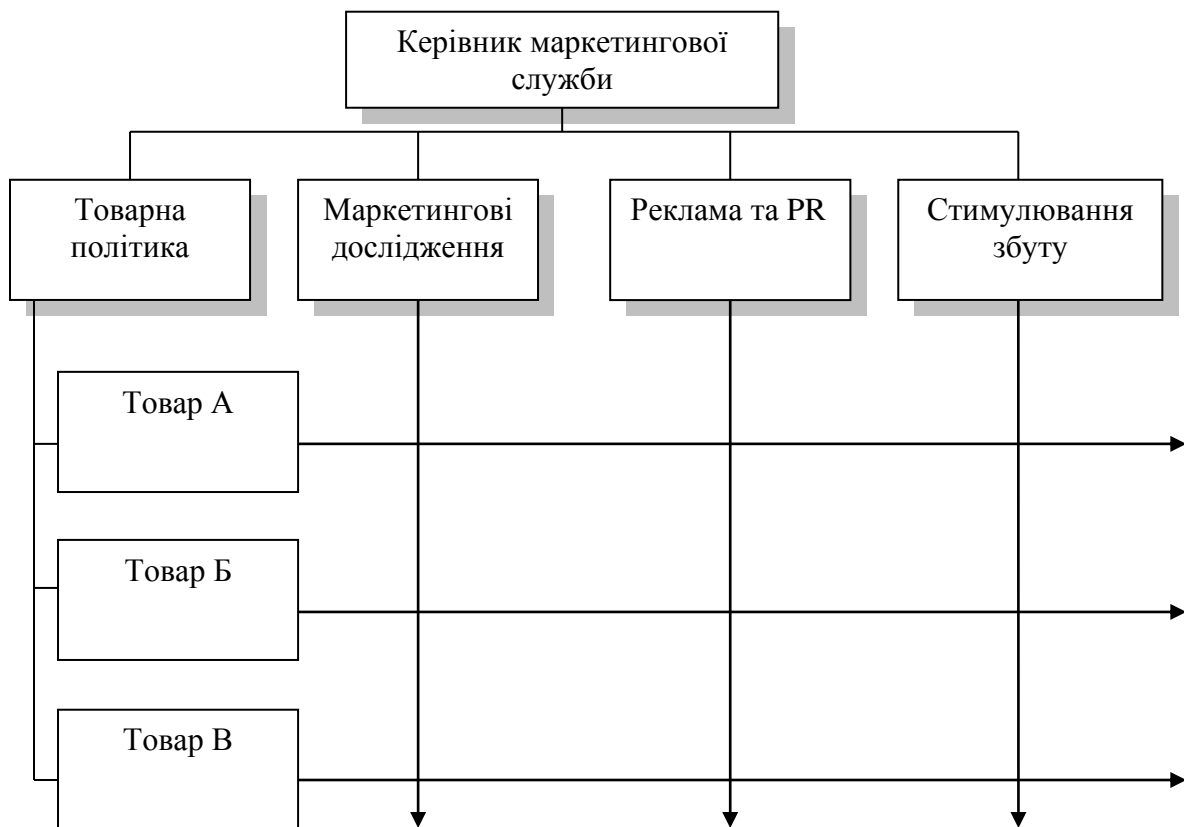 Керівник маркетингової
служби
Товарна
політика
Маркетингові
дослідження
Реклама та PR
Стимулювання
збуту
Товар А
Товар Б
Товар В